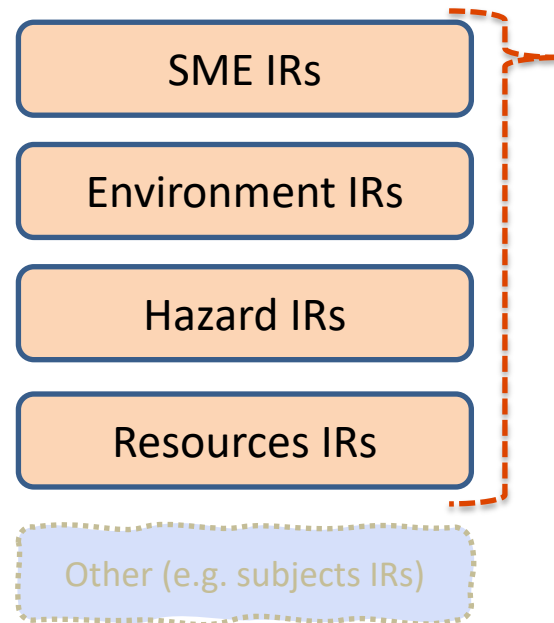 SME IRs
Environment IRs
Hazard IRs
Resources IRs
Other (e.g. subjects IRs)